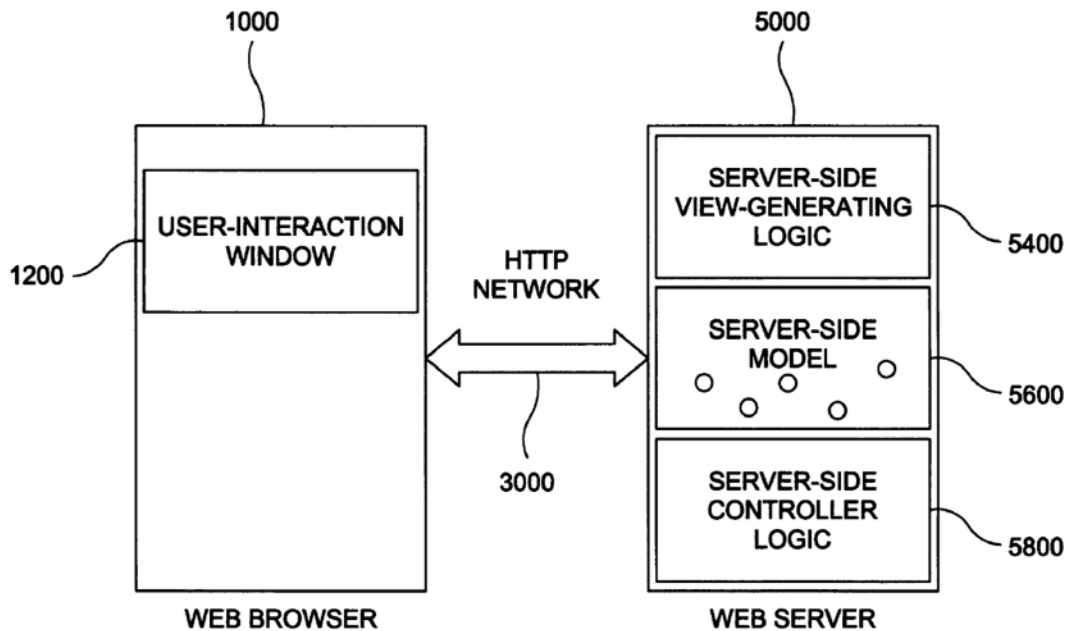 1000
5000
USER-INTERACTION
WINDOW
1200
HTTP
NETWORK
3000
SERVER-SIDE
VIEW-GENERATING
LOGIC
5400
SERVER-SIDE
MODEL
5600
SERVER-SIDE
CONTROLLER
LOGIC
5800
WEB BROWSER
WEB SERVER